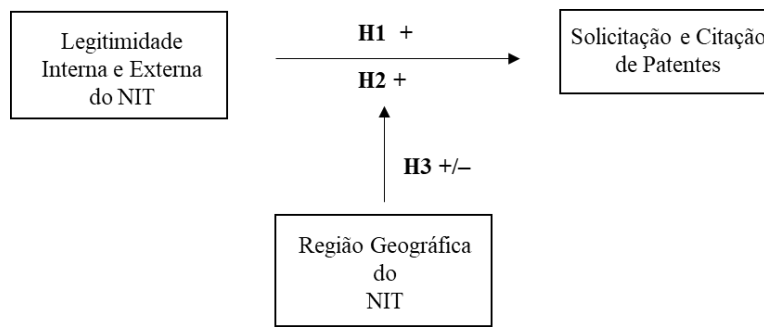 Legitimidade
Interna e Externa
do NIT
H1 +
H2 +
Solicitação e Citação
de Patentes
H3 +/–
Região Geográfica
do
NIT